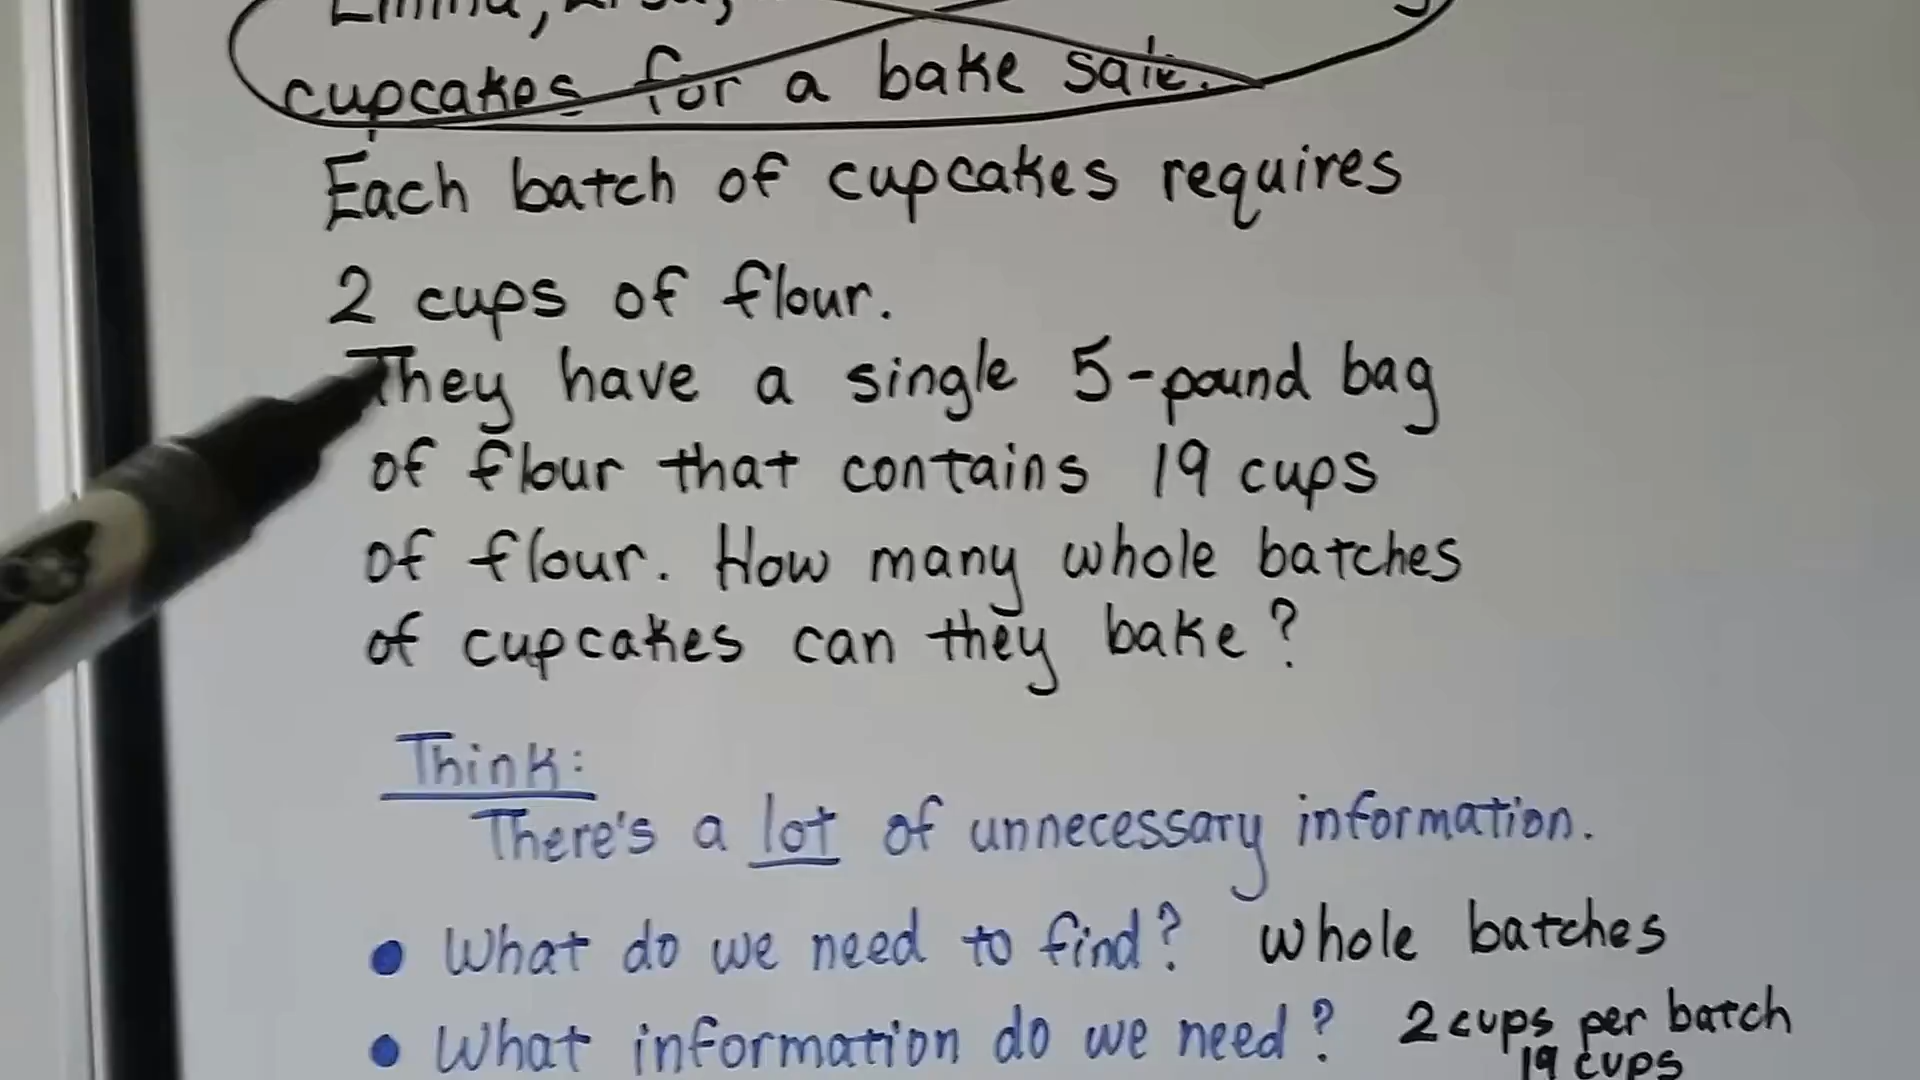 cupcakes for a bake sale.
Each batch of cupcakes requires
2 cups of flour.
They have a single 5-pound bag
of flour that contains 19 cups
of flour. How many whole batches
of cupcakes can they bake?
Think:
There's a lot of unnecessary information.
• What do we need to find? whole batches
• What information do we need? 2 cups per batch
19 cups